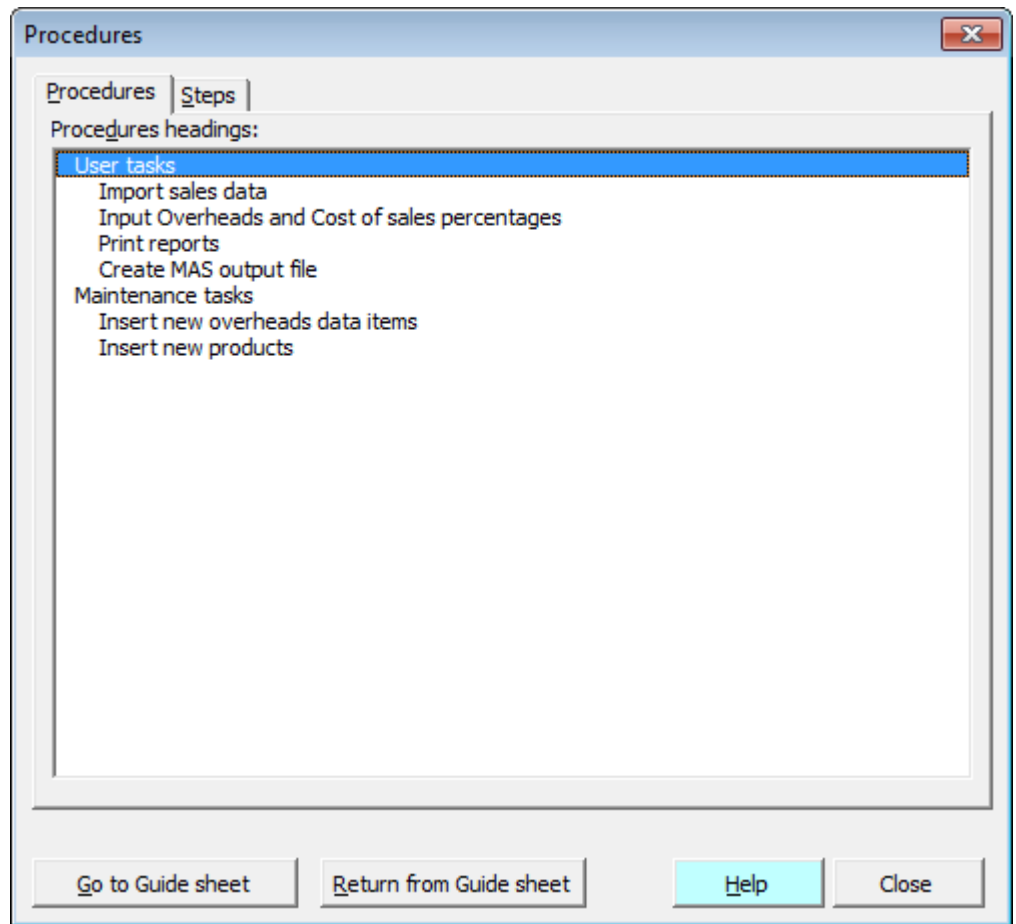 Procedures
Procedures Steps
Procedures headings:
User tasks
Import sales data
Input Overheads and Cost of sales percentages
Print reports
Create MAS output file
Maintenance tasks
Insert new overheads data items
Insert new products
Go to Guide sheet Return from Guide sheet Help Close